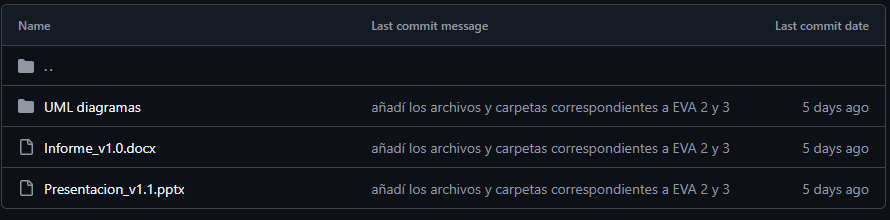 Name Last commit message Last commit date
..
UML diagramas añadí los archivos y carpetas correspondientes a EVA 2 y 3 5 days ago
Informe_v1.0.docx añadí los archivos y carpetas correspondientes a EVA 2 y 3 5 days ago
Presentacion_v1.1.pptx añadí los archivos y carpetas correspondientes a EVA 2 y 3 5 days ago